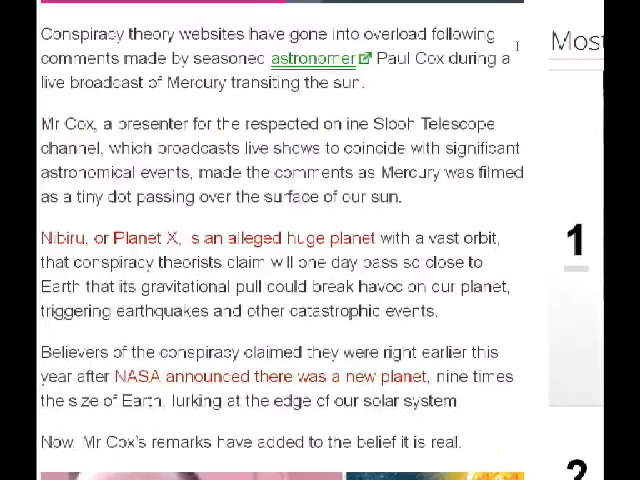 Conspiracy theory websites have gone into overload following
comments made by seasoned astronomer Paul Cox during a
live broadcast of Mercury transiting the sun.
Mr Cox, a presenter for the respected on ine Slooh Telescope
channel, which broadcasts live shows to coincide with significant
astronomical events, made the comments as Mercury was filmed
as a tiny dot passing over the surface of our sun.
Nibiru, or Planet X, is an alleged huge planet with a vast orbit,
that conspiracy theorists claim will one day pass so close to
Earth that its gravitational pull could break havoc on our planet,
triggering earthquakes and other catastrophic events.
Believers of the conspiracy claimed they were right earlier this
year after NASA announced there was a new planet, nine times
the size of Earth, lurking at the edge of our solar system.
Now, Mr Cox's remarks have added to the belief it is real.
Most
1
2